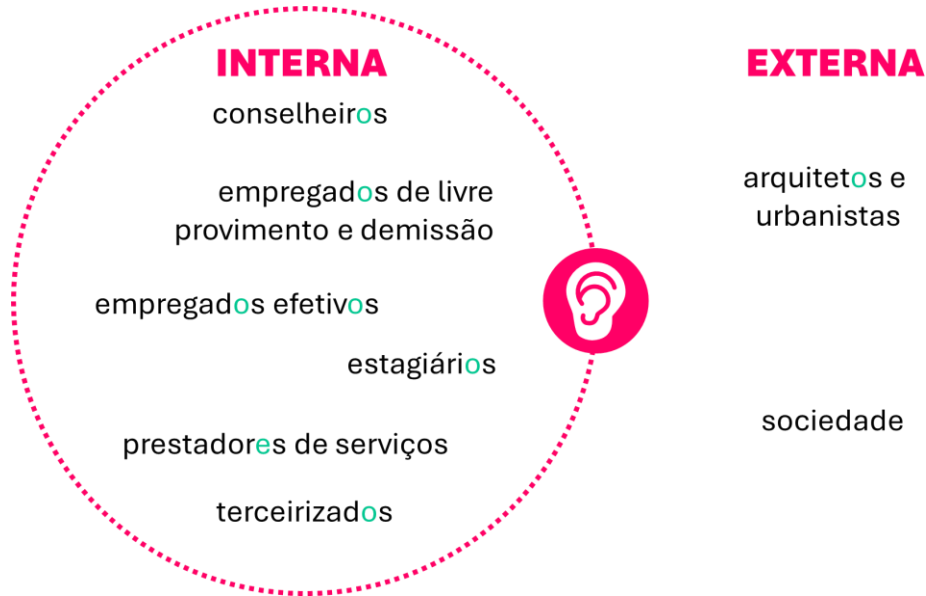 INTERNA
conselheiros
empregados de livre
provimento e demissão
empregados efetivos
estagiários
prestadores de serviços
terceirizados
EXTERNA
arquitetos e
urbanistas
sociedade